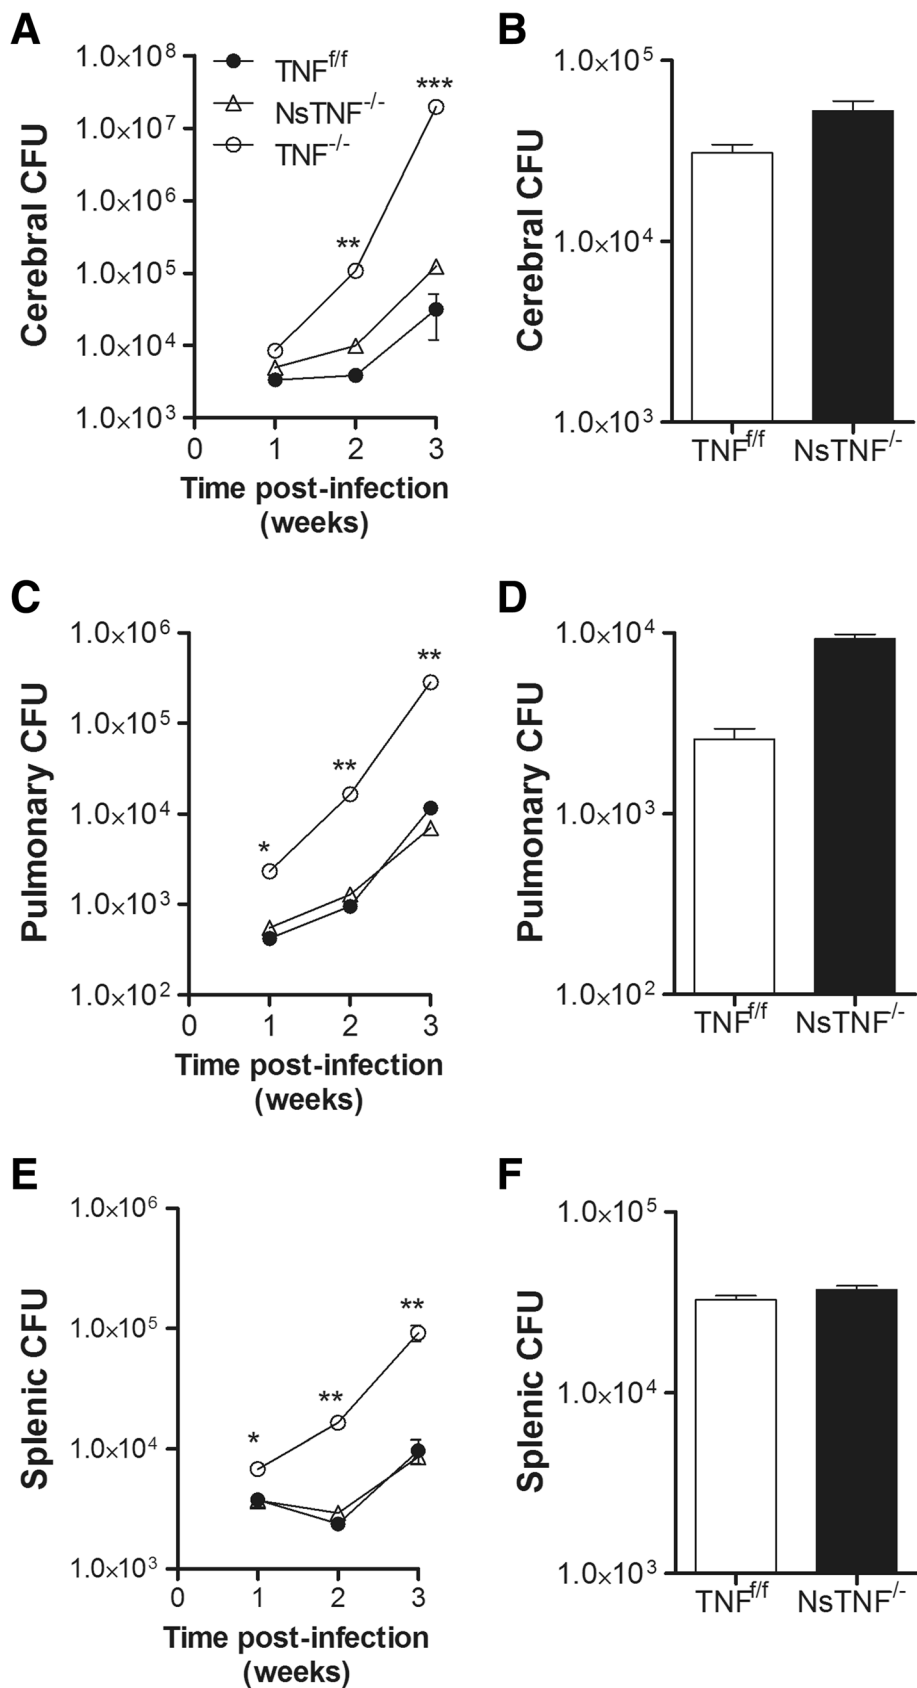 A
Cerebral CFU
1.0×10⁸
1.0×10⁷
1.0×10⁶
1.0×10⁵
1.0×10⁴
1.0×10³
TNF^f/f
NsTNF^-/-
TNF^-/-
**
***
0 1 2 3
Time post-infection
(weeks)
B
Cerebral CFU
1.0×10⁵
1.0×10⁴
1.0×10³
TNF^f/f NsTNF^/-
C
Pulmonary CFU
1.0×10⁶
1.0×10⁵
1.0×10⁴
1.0×10³
1.0×10²
*
**
**
0 1 2 3
Time post-infection
(weeks)
D
Pulmonary CFU
1.0×10⁴
1.0×10³
1.0×10²
TNF^f/f NsTNF^/-
E
Splenic CFU
1.0×10⁶
1.0×10⁵
1.0×10⁴
1.0×10³
*
**
**
0 1 2 3
Time post-infection
(weeks)
F
Splenic CFU
1.0×10⁵
1.0×10⁴
1.0×10³
TNF^f/f NsTNF^/-